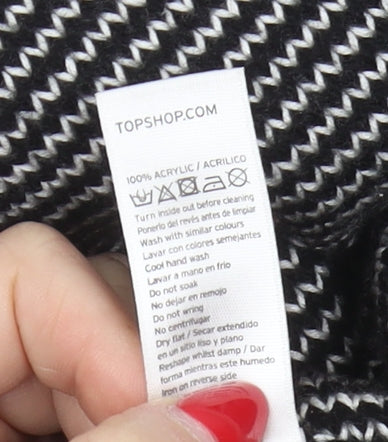 TOPSHOP.COM
100% ACRYLIC / ACRILICO
Turn inside out before cleaning
Ponerlo del revés antes de limpiar
Wash with similar colours
Lavar con colores semejantes
Cool hand wash
Lavar a mano en frio
Do not soak
No dejar en remojo
Do not wring
No centrifugar
Dry flat / Secar extendido
en un sitio liso y plano
Reshape whilst damp / Dar
forma mientras este humedo
Iron on reverse side